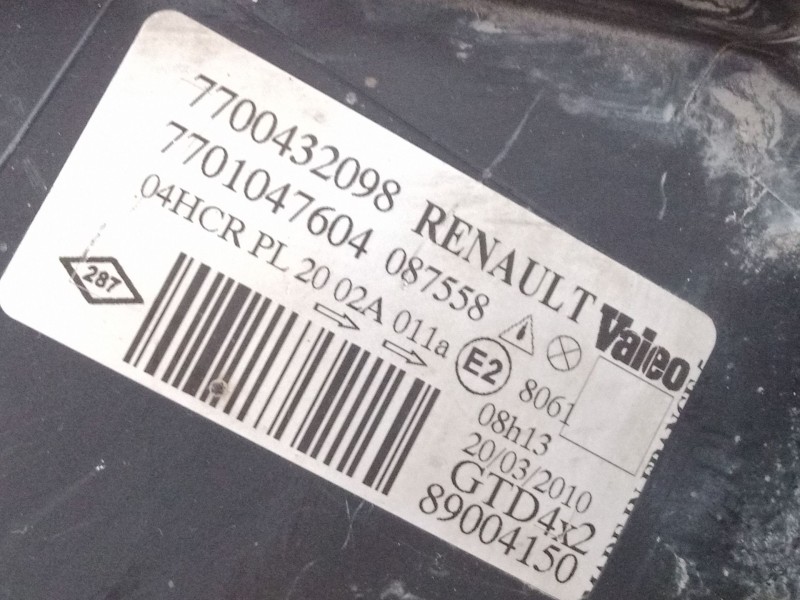 7700432098 RENAULT
7701047604 087558
Valeo
04HCR PL 20 02A 011a
287
E2
8061
08h13
20/03/2010
GTD4x2
89004150